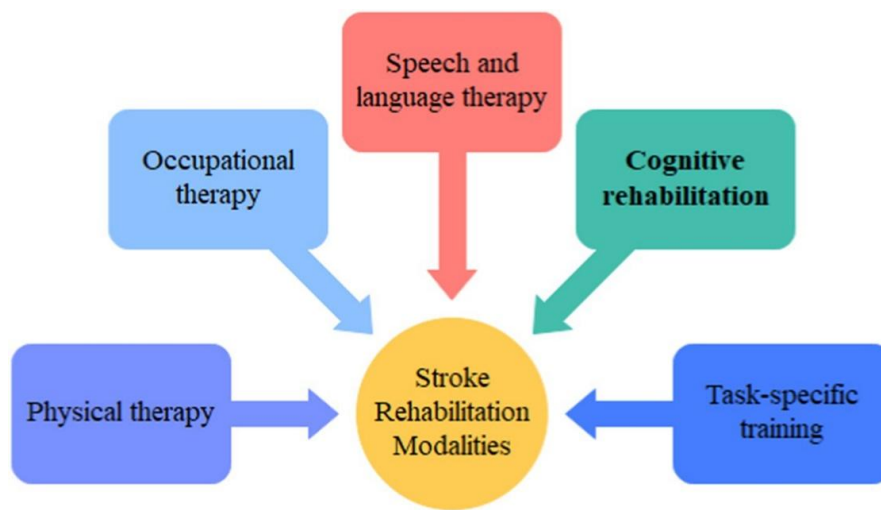 Speech and
language therapy
Occupational
therapy
Cognitive
rehabilitation
Physical therapy
Stroke
Rehabilitation
Modalities
Task-specific
training